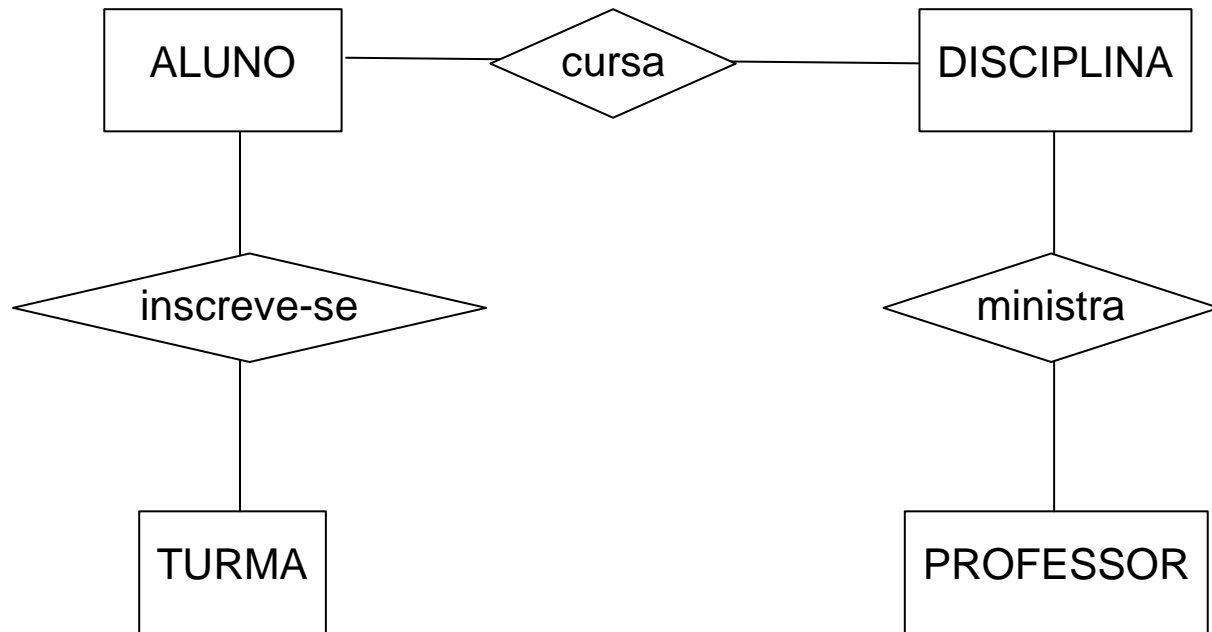 ALUNO
cursa
DISCIPLINA
inscreve-se
ministra
TURMA
PROFESSOR